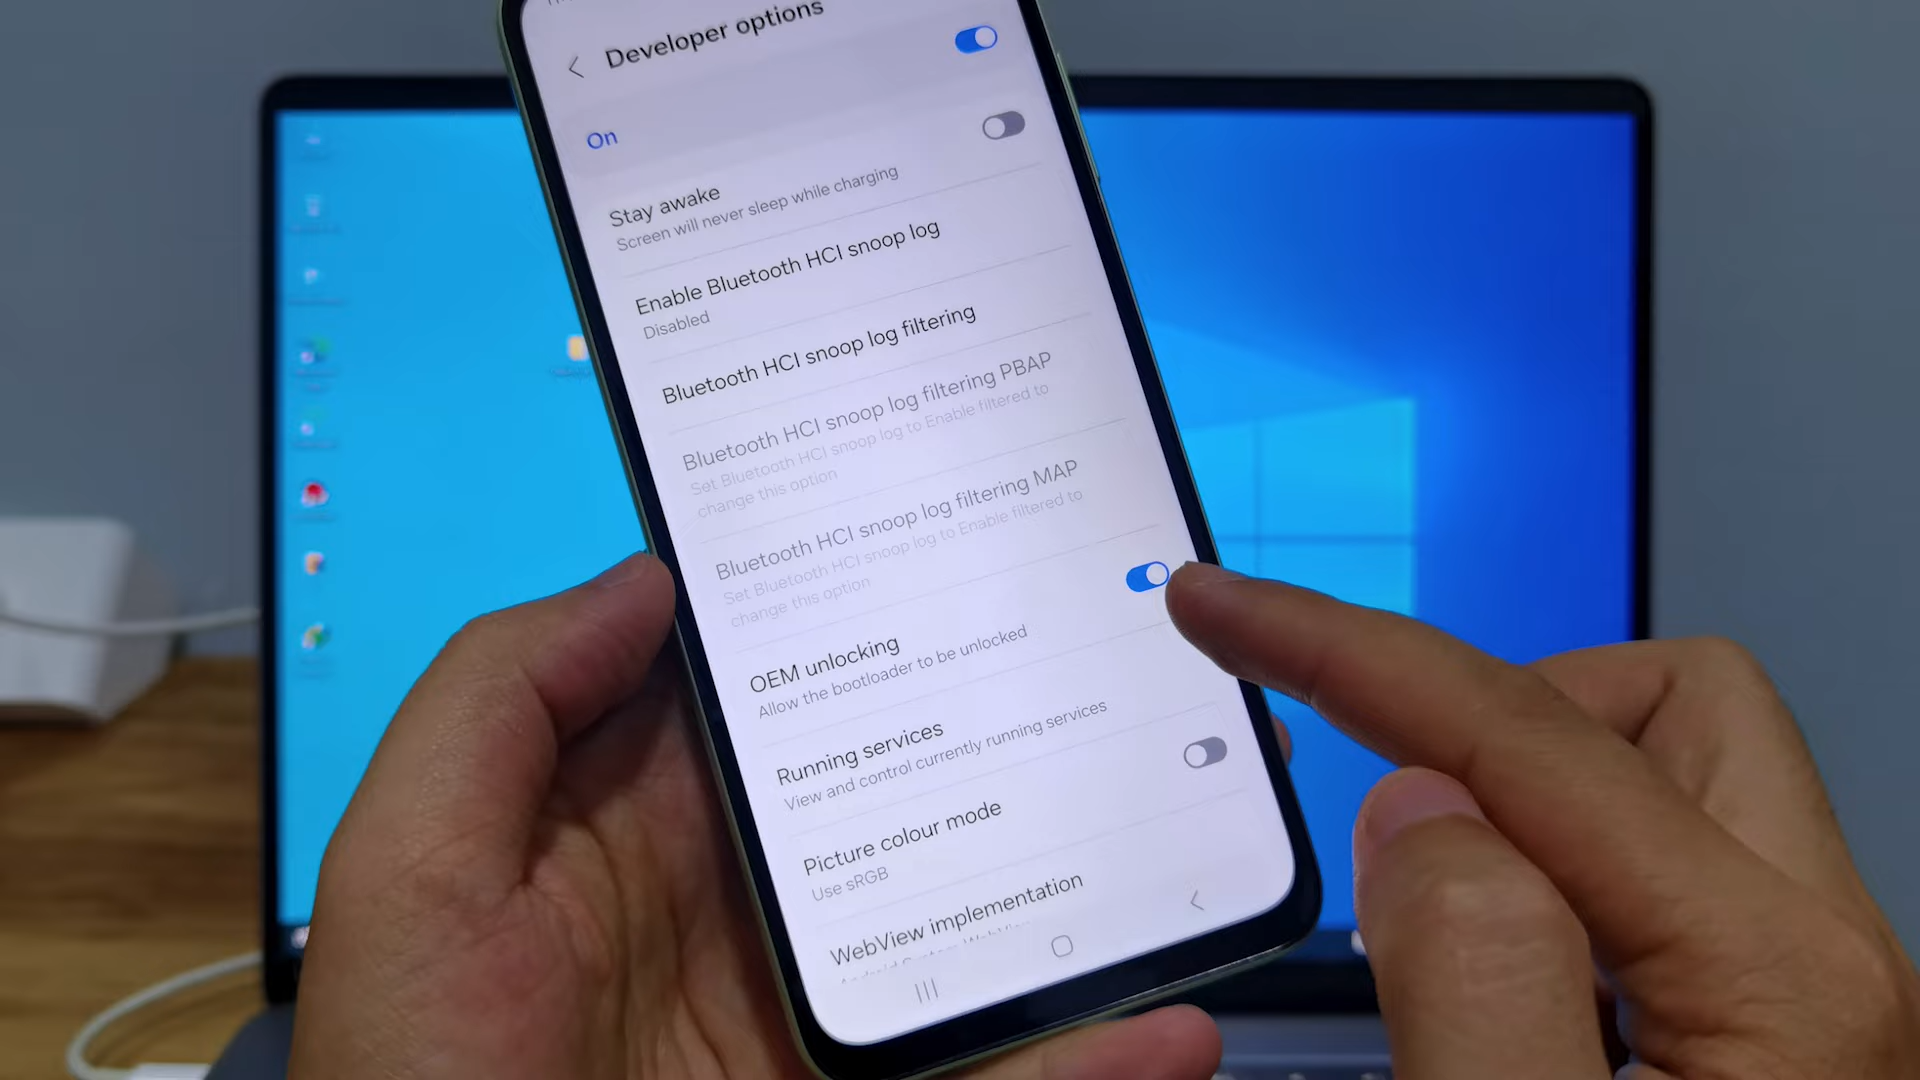 Developer options
On
Stay awake
Screen will never sleep while charging
Enable Bluetooth HCI snoop log
Disabled
Bluetooth HCI snoop log filtering
Bluetooth HCI snoop log filtering PBAP
Set Bluetooth HCI snoop log to Enable filtered to
change this option
Bluetooth HCI snoop log filtering MAP
Set Bluetooth HCI snoop log to Enable filtered to
change this option
OEM unlocking
Allow the bootloader to be unlocked
Running services
View and control currently running services
Picture colour mode
Use sRGB
WebView implementation